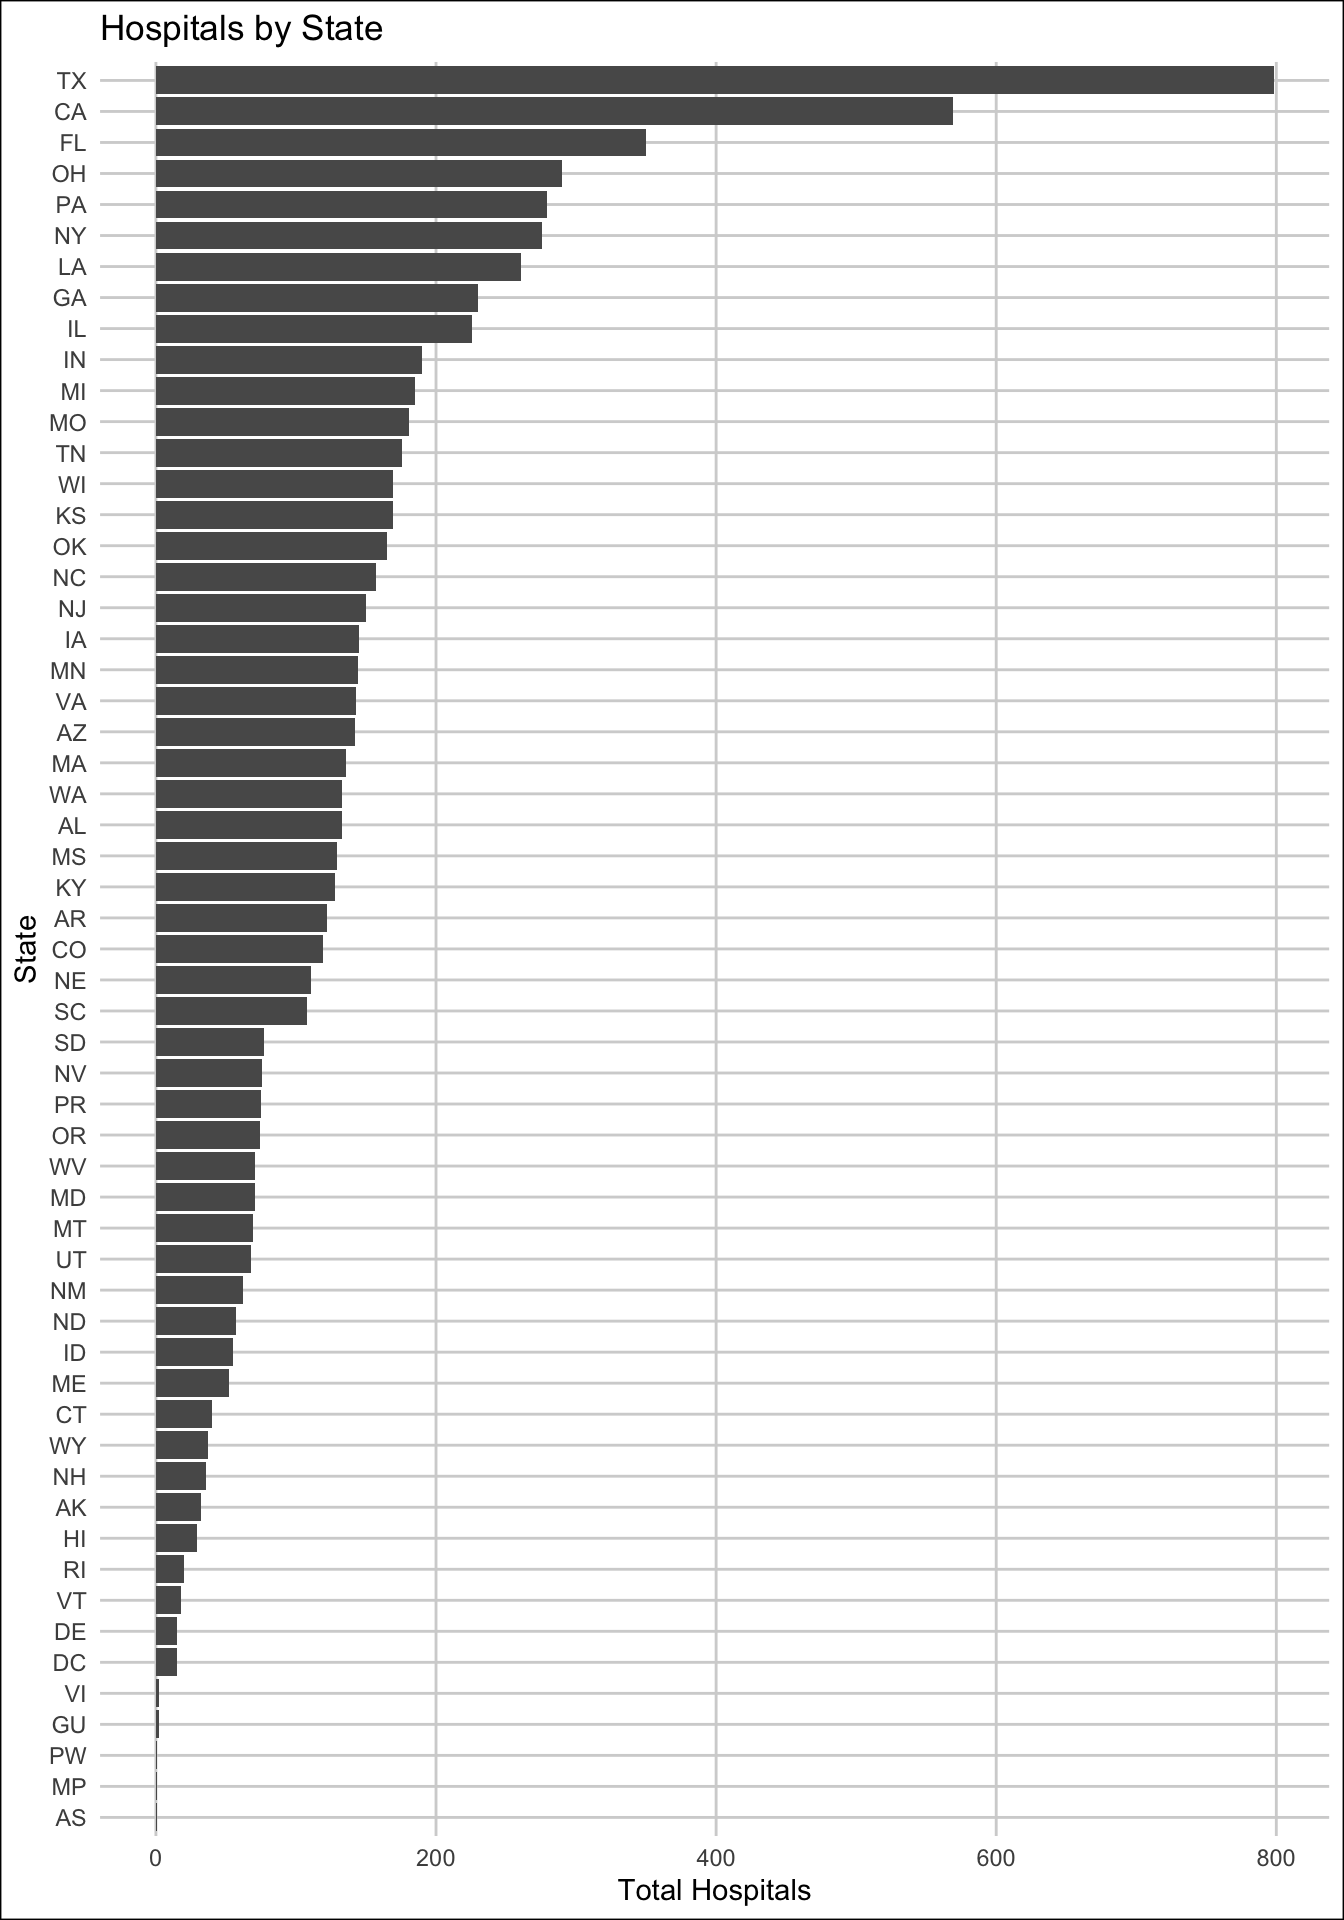 Hospitals by State
TX
CA
FL
OH
PA
NY
LA
GA
IL
IN
MI
MO
TN
WI
KS
OK
NC
NJ
IA
MN
VA
AZ
MA
WA
AL
MS
KY
AR
CO
NE
SC
SD
NV
PR
OR
WV
MD
MT
UT
NM
ND
ID
ME
CT
WY
NH
AK
HI
RI
VT
DE
DC
VI
GU
PW
MP
AS
State
0 200 400 600 800
Total Hospitals